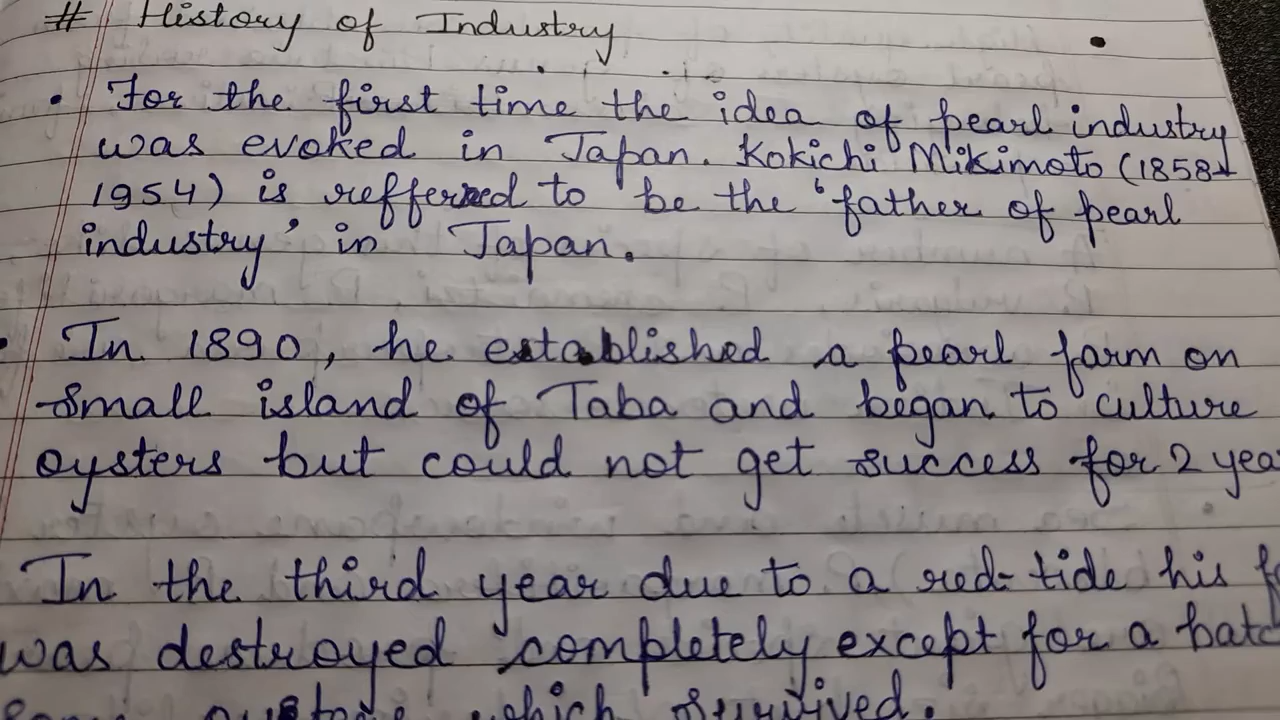 # History of Industry
• For the first time the idea of pearl industry
was evoked in Japan. Kokichi Mikimoto (1858-
1954) is refferred to be the 'father of pearl
industry' in Japan.
• In 1890, he established a pearl farm on
small island of Taba and began to culture
oysters but could not get success for 2 yea
In the third year due to a red-tide his f
was destroyed completely except for a batc
which survived.